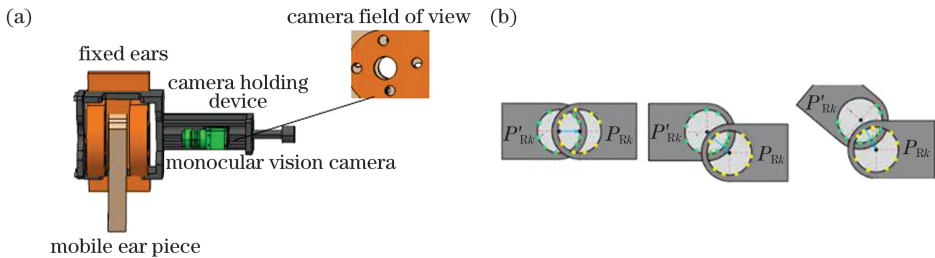 (a)
camera field of view
fixed ears
camera holding
device
monocular vision camera
mobile ear piece
(b)
P'Rk PRk
P'Rk PRk
P'Rk PRk